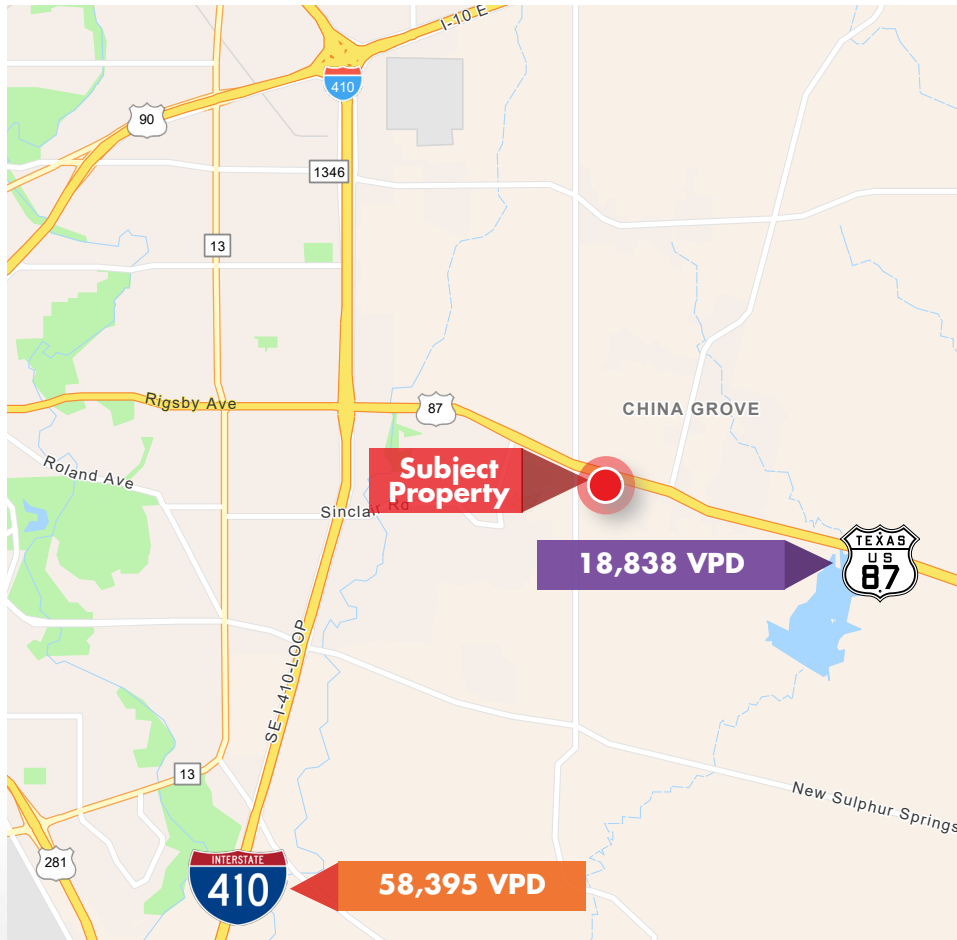 I-10 E
410
90
1346
13
Rigsby Ave
87
CHINA GROVE
Subject
Property
Roland Ave
Sinclair Rd
18,838 VPD
TEXAS
US
87
SE I-410-LOOP
13
New Sulphur Springs
281
INTERSTATE
410
58,395 VPD